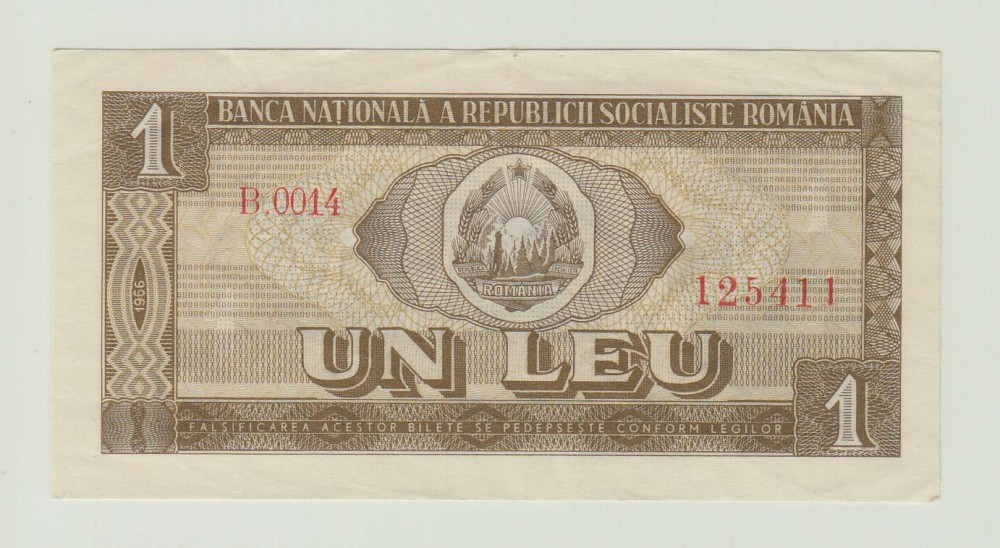 1
BANCA NAȚIONALĂ A REPUBLICII SOCIALISTE ROMÂNIA
B.0014
1966
ROMANIA
125411
UN LEU
1
FALSIFICAREA ACESTOR BILETE SE PEDEPSEȘTE CONFORM LEGILOR